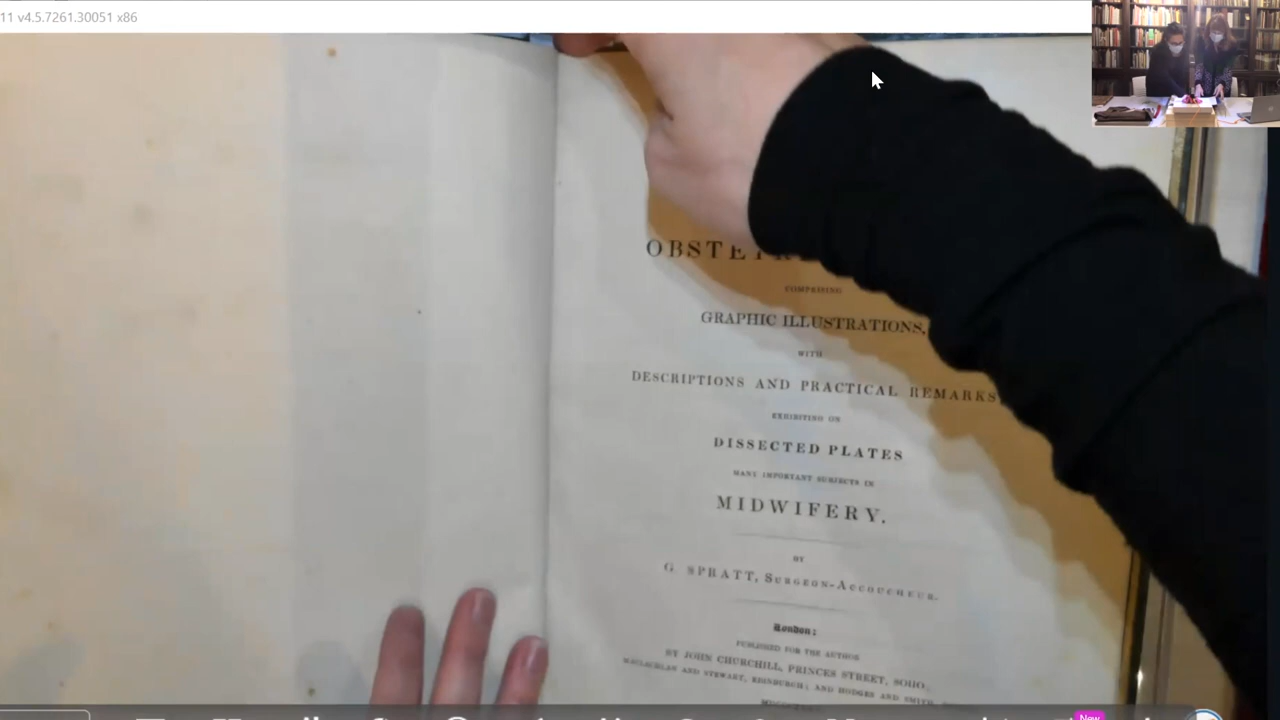 11 v4.5.7261.30051 x86
COMPRISING
GRAPHIC ILLUSTRATIONS,
WITH
DESCRIPTIONS AND PRACTICAL REMARKS
EXHIBITING ON
DISSECTED PLATES
MANY IMPORTANT SUBJECTS IN
MIDWIFERY.
BY
G. SPRATT, SURGEON-ACCOUCHEUR.
London:
PUBLISHED FOR THE AUTHOR
BY JOHN CHURCHILL, PRINCES STREET, SOHO,
MACLACHLAN AND STEWART, EDINBURGH; AND HODGES AND SMITH,
New